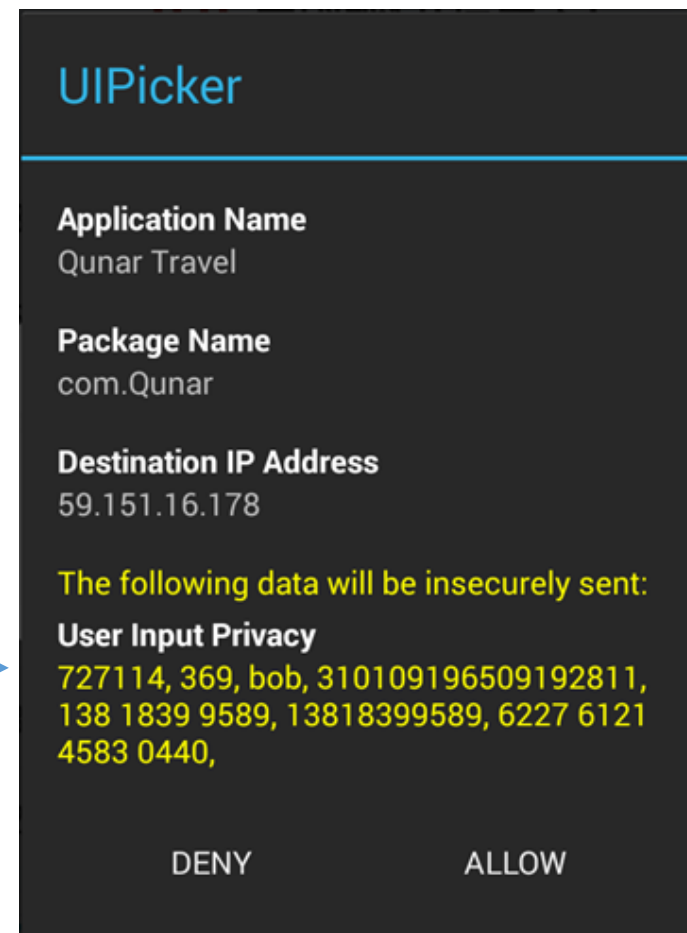 UIPicker
Application Name
Qunar Travel
Package Name
com.Qunar
Destination IP Address
59.151.16.178
The following data will be insecurely sent:
User Input Privacy
727114, 369, bob, 310109196509192811,
138 1839 9589, 13818399589, 6227 6121
4583 0440,
DENY ALLOW